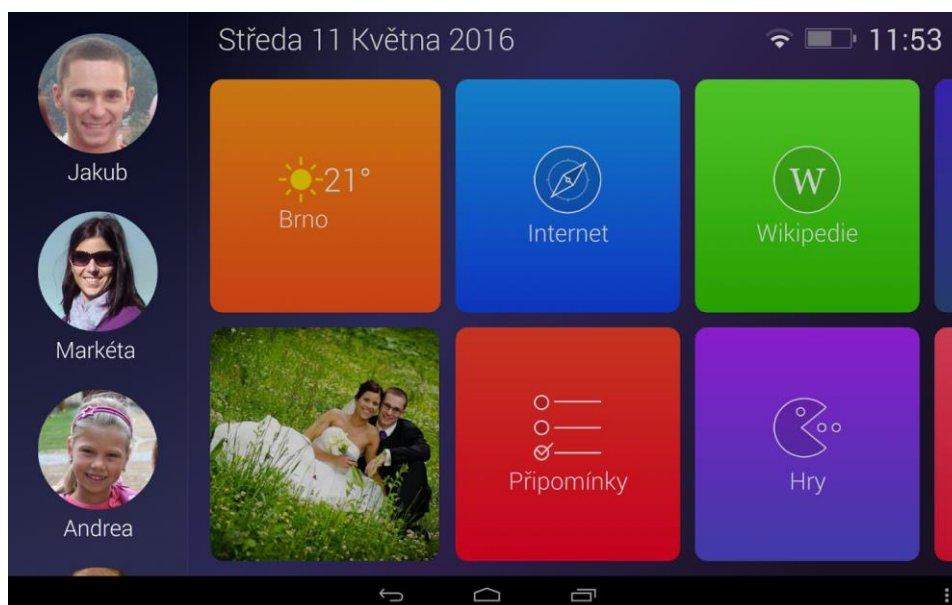 Středa 11 Května 2016
11:53
Jakub
Markéta
Andrea
21°
Brno
Internet
W
Wikipedie
Připomínky
Hry